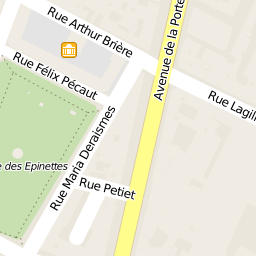 Rue Arthur Brière
Rue Félix Pécaut
Avenue de la Porte
Rue Lagill
Rue Maria Deraismes
e des Epinettes
Rue Petiet